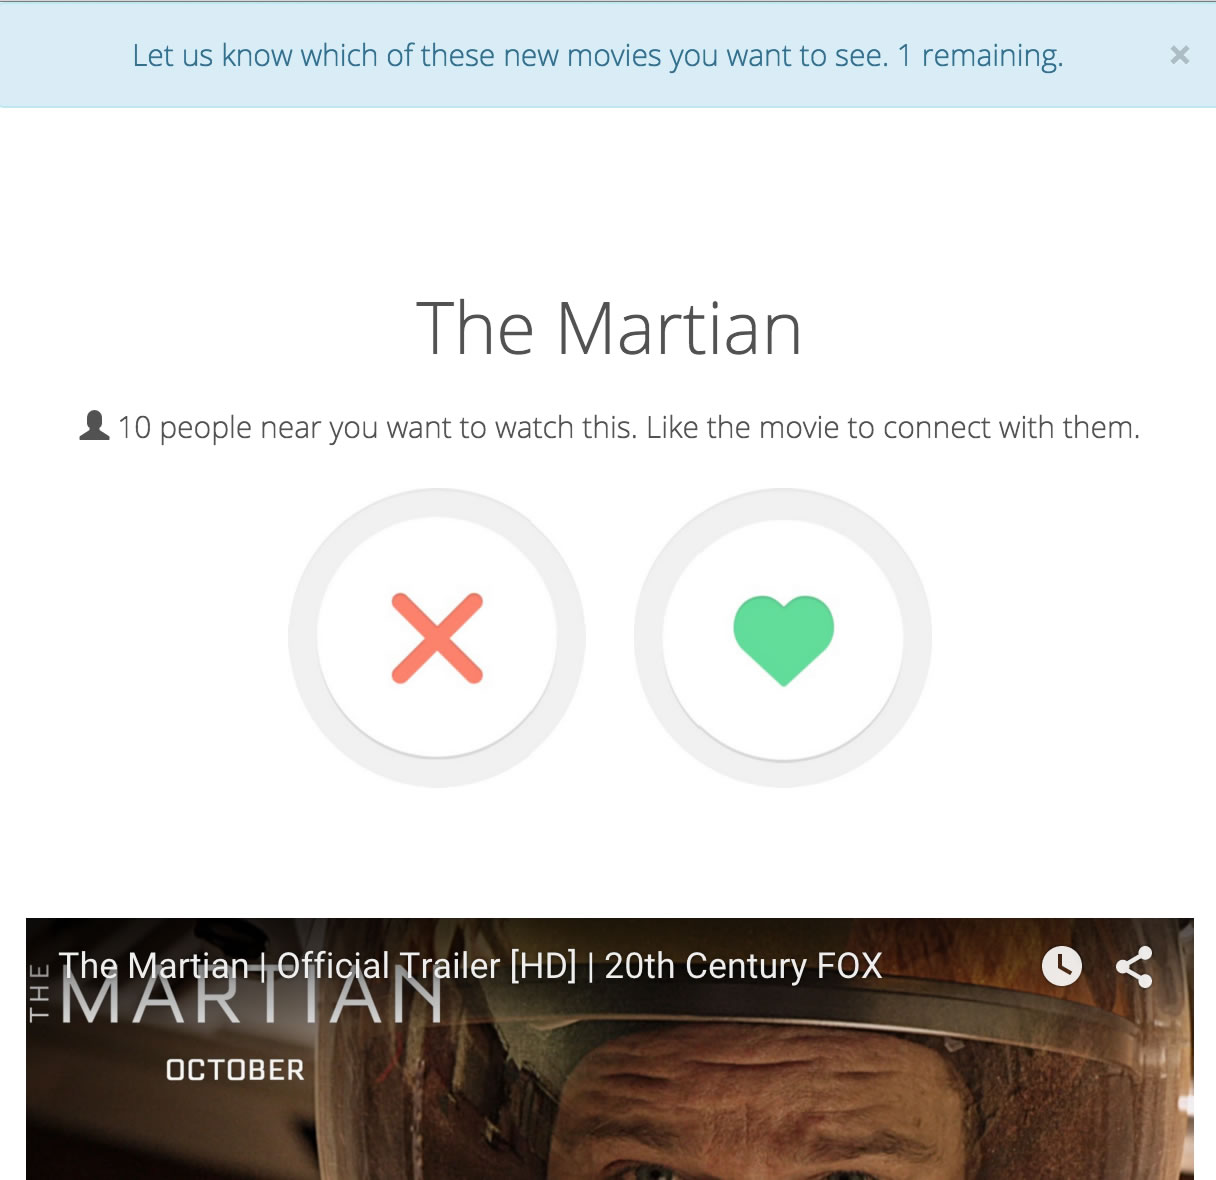 Let us know which of these new movies you want to see. 1 remaining.
×
The Martian
10 people near you want to watch this. Like the movie to connect with them.
The Martian | Official Trailer [HD] | 20th Century FOX
THE MARTIAN
OCTOBER